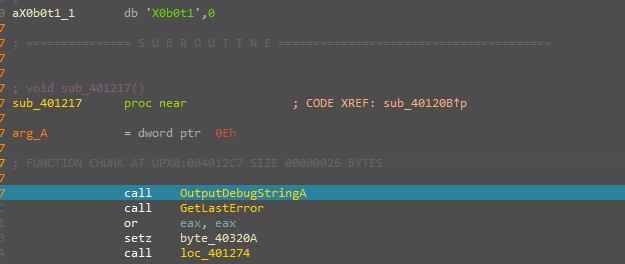 aX0b0t1_1 db 'X0b0t1',0
; =============== S U B R O U T I N E =======================================
; void sub_401217()
sub_401217 proc near ; CODE XREF: sub_40120B↑p
arg_A = dword ptr 0Eh
; FUNCTION CHUNK AT UPX0:004012C7 SIZE 00000026 BYTES
call OutputDebugStringA
call GetLastError
or eax, eax
setz byte_40320A
call loc_401274